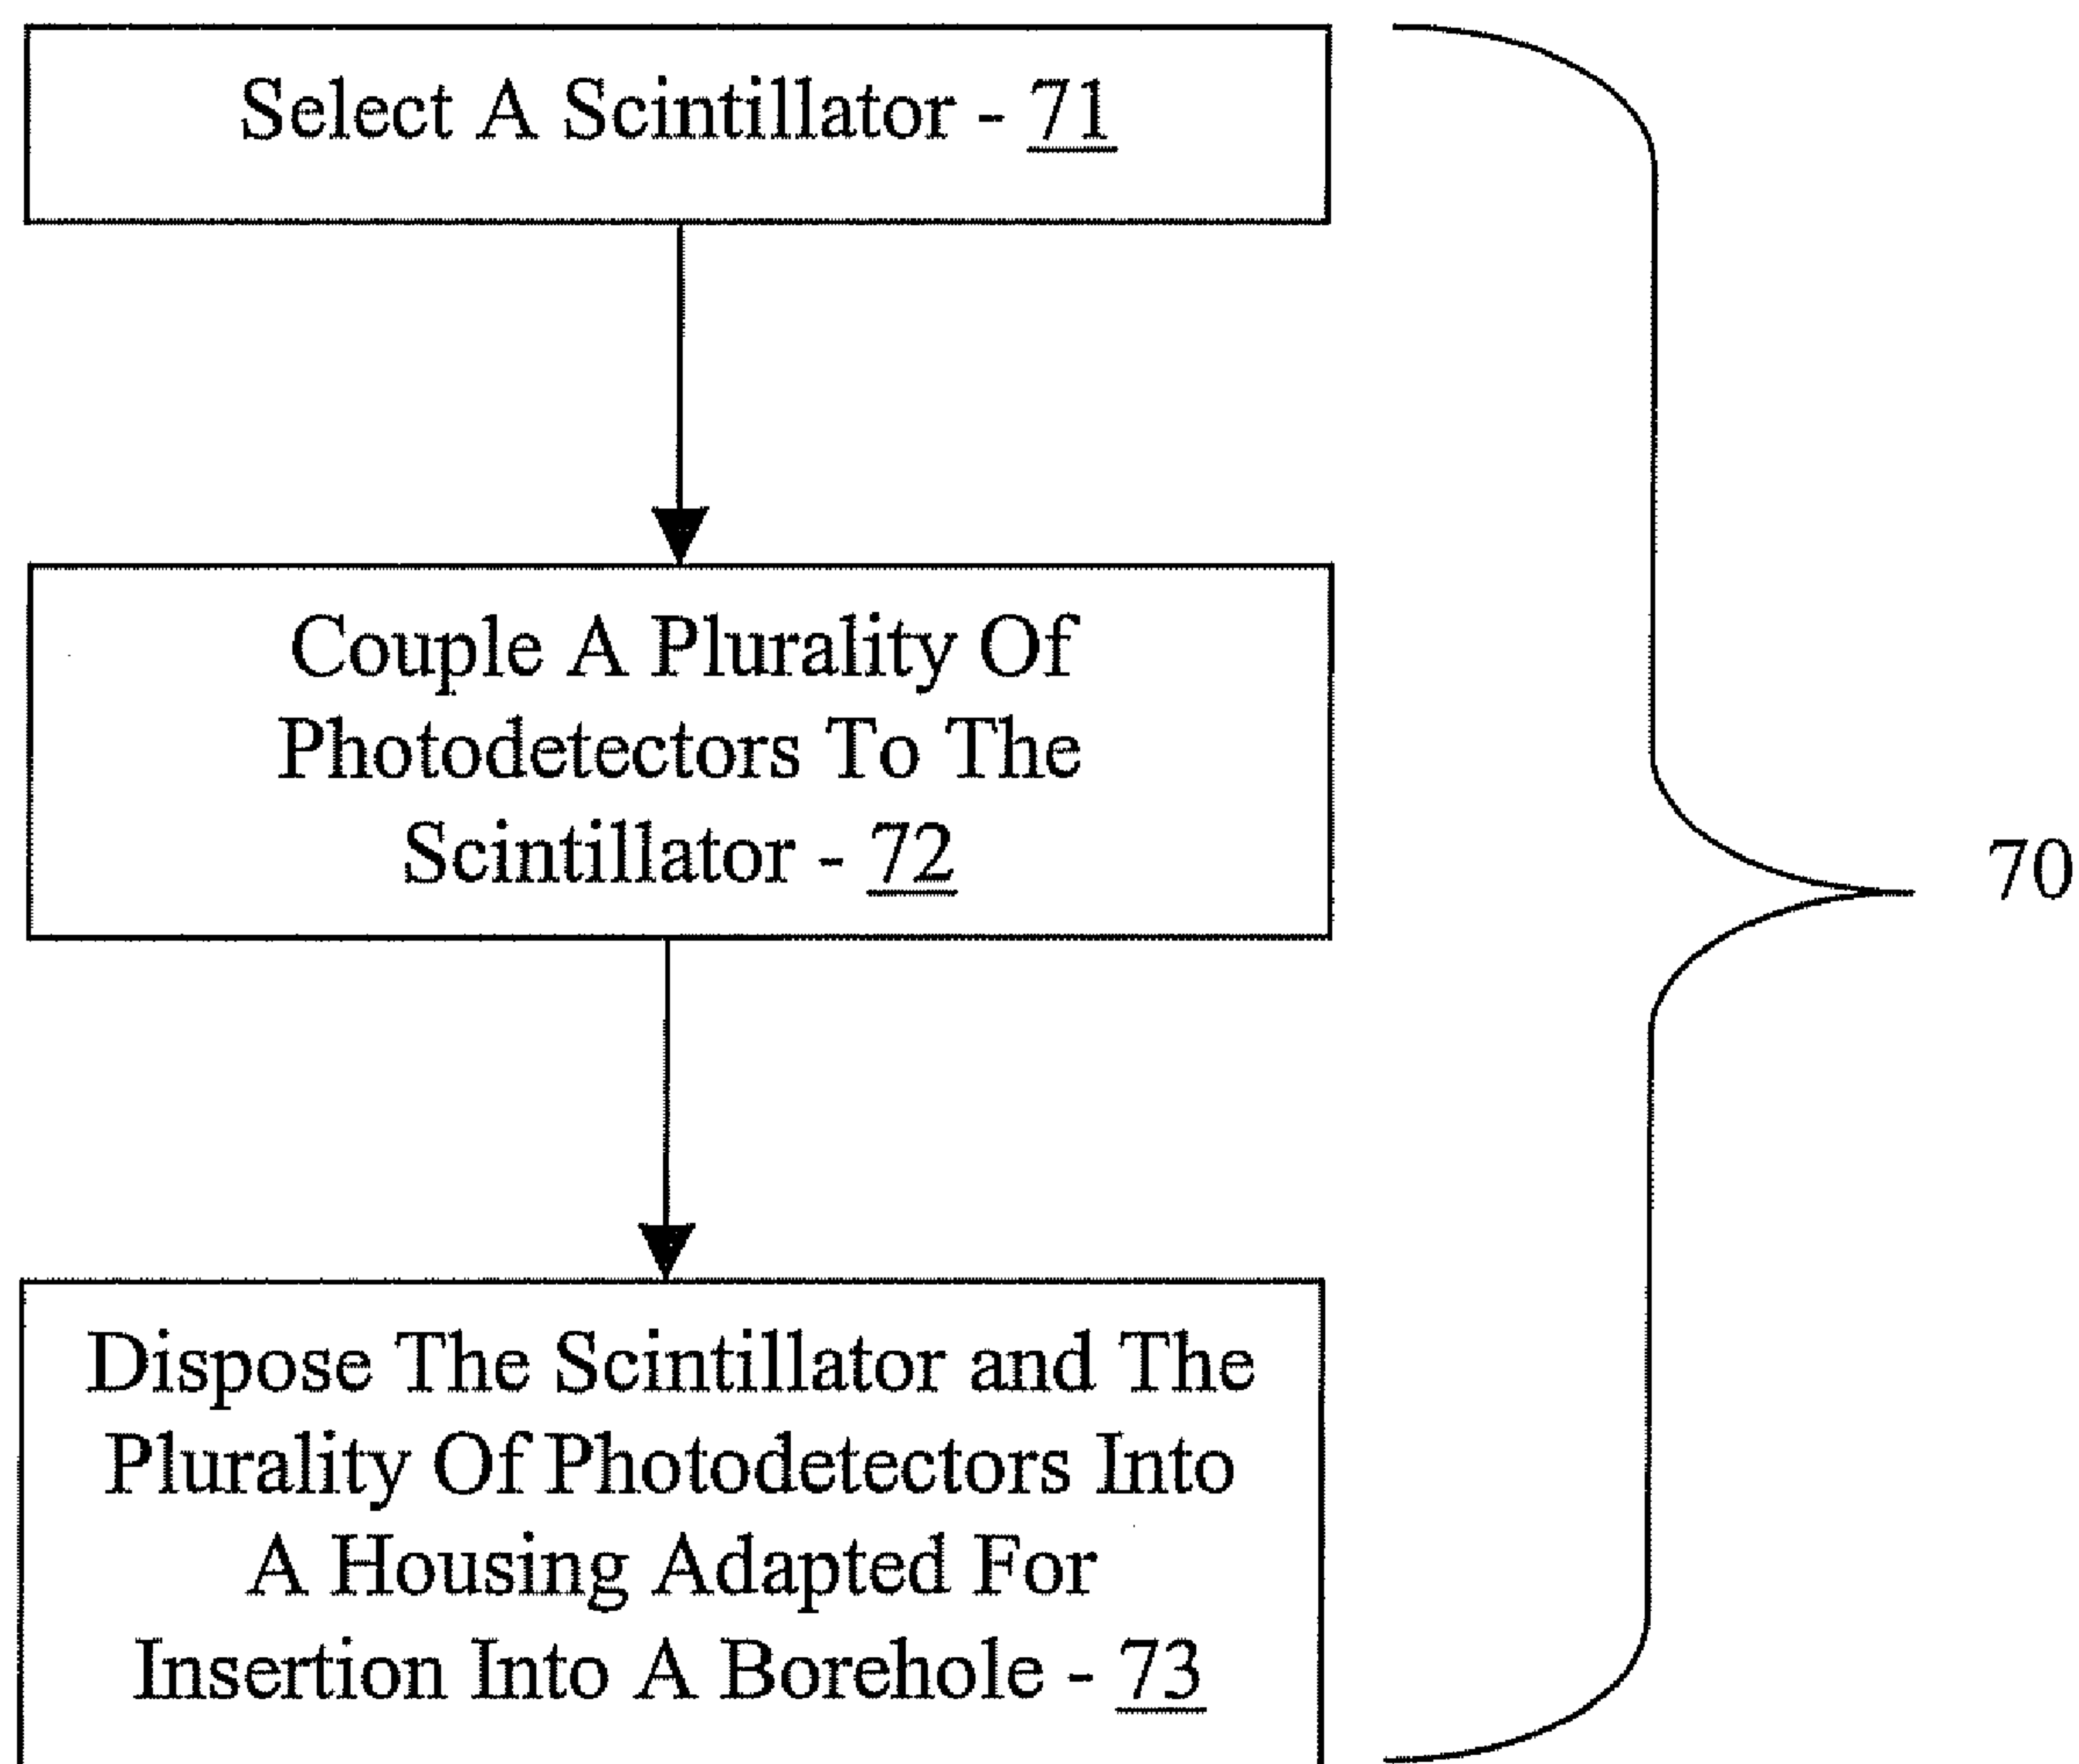 Select A Scintillator - 71
Couple A Plurality Of
Photodetectors To The
Scintillator - 72
70
Dispose The Scintillator and The
Plurality Of Photodetectors Into
A Housing Adapted For
Insertion Into A Borehole - 73